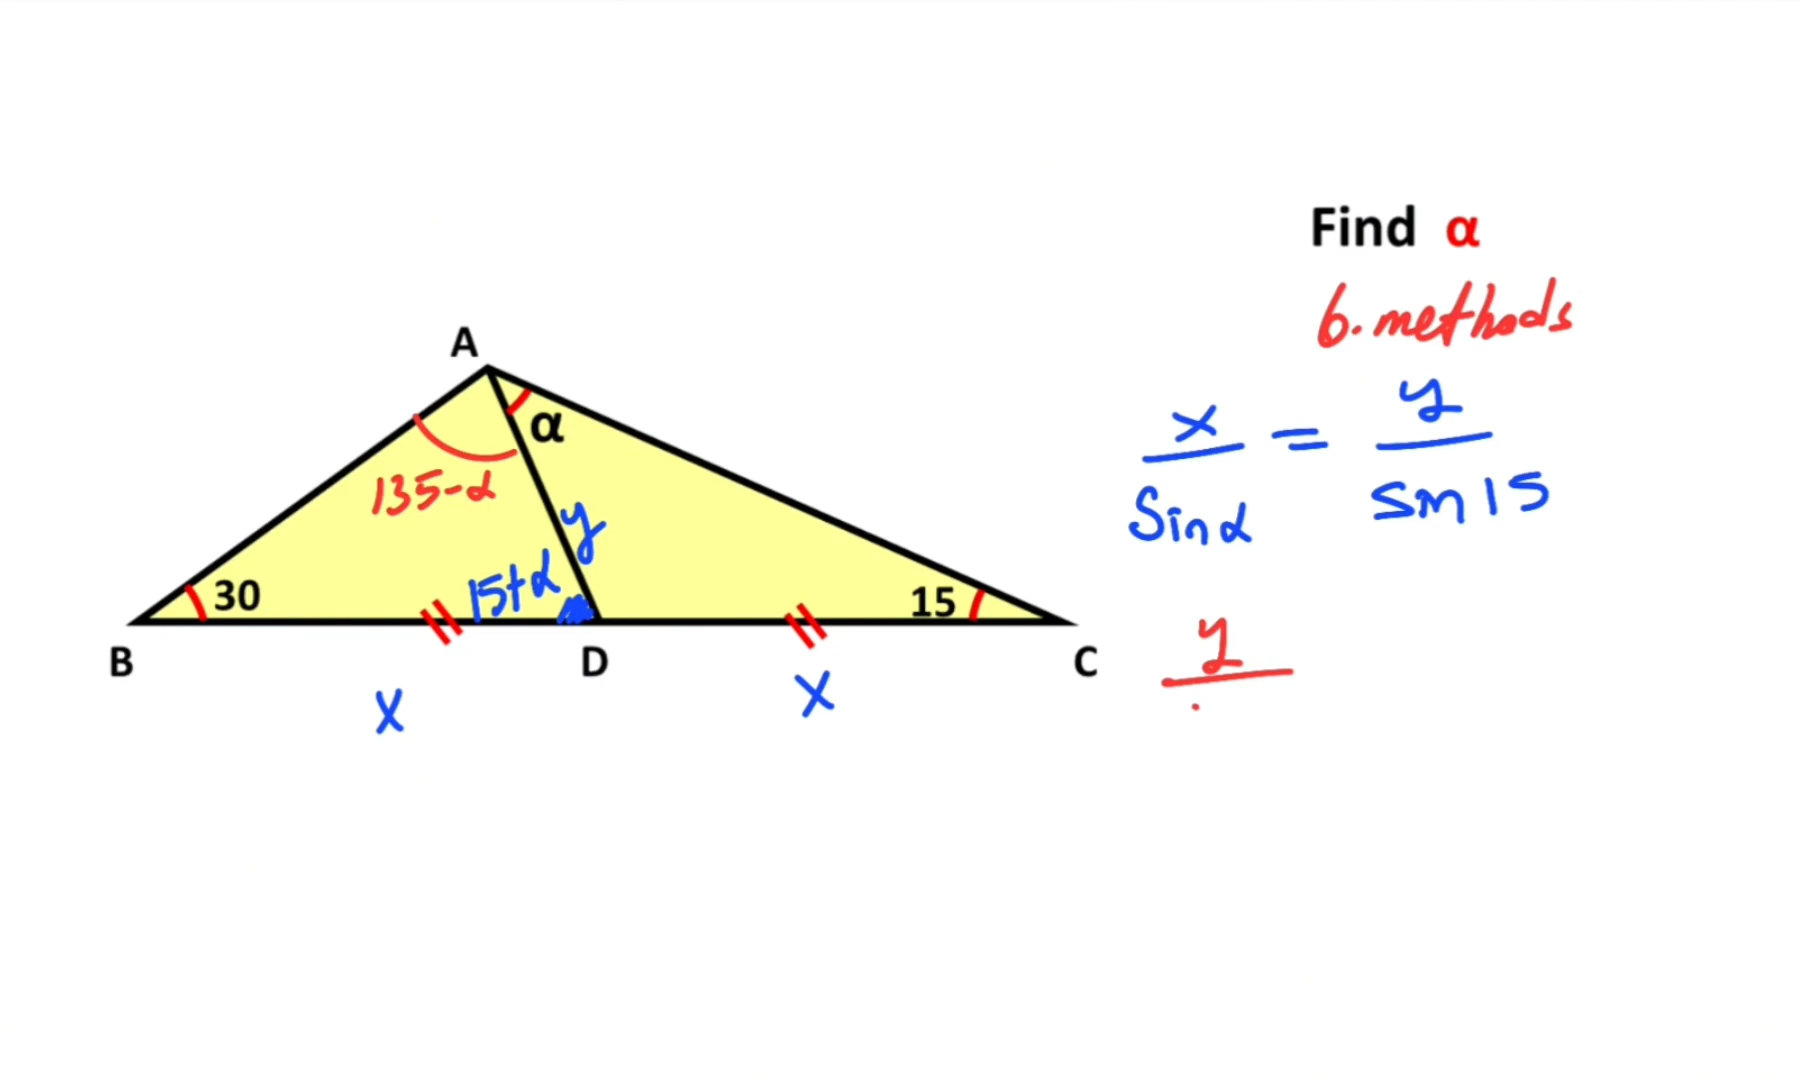 Find α
6. methods
x/Sinα = y/Sin15
A
α
135-α
y
30
15+α
15
B
D
C
x
x
y